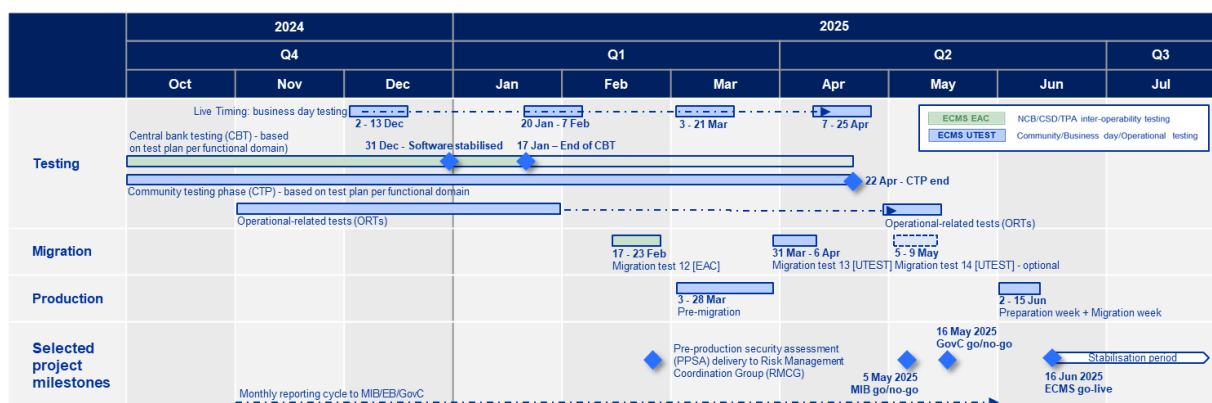 2024
2025
Q4
Q1
Q2
Q3
Oct
Nov
Dec
Jan
Feb
Mar
Apr
May
Jun
Jul
Testing
Live Timing: business day testing
2 - 13 Dec
20 Jan - 7 Feb
3 - 21 Mar
7 - 25 Apr
ECMS EAC
NCB/CSD/TPA inter-operability testing
ECMS UTEST
Community/Business day/Operational testing
Central bank testing (CBT) - based
on test plan per functional domain)
31 Dec - Software stabilised
17 Jan – End of CBT
22 Apr - CTP end
Community testing phase (CTP) - based on test plan per functional domain
Operational-related tests (ORTs)
Operational-related tests (ORTs)
Migration
17 - 23 Feb
Migration test 12 [EAC]
31 Mar - 6 Apr
Migration test 13 [UTEST]
5 - 9 May
Migration test 14 [UTEST] - optional
Production
3 - 28 Mar
Pre-migration
2 - 15 Jun
Preparation week + Migration week
Selected
project
milestones
Pre-production security assessment
(PPSA) delivery to Risk Management
Coordination Group (RMCG)
5 May 2025
MIB go/no-go
16 May 2025
GovC go/no-go
16 Jun 2025
ECMS go-live
Stabilisation period
Monthly reporting cycle to MIB/EB/GovC